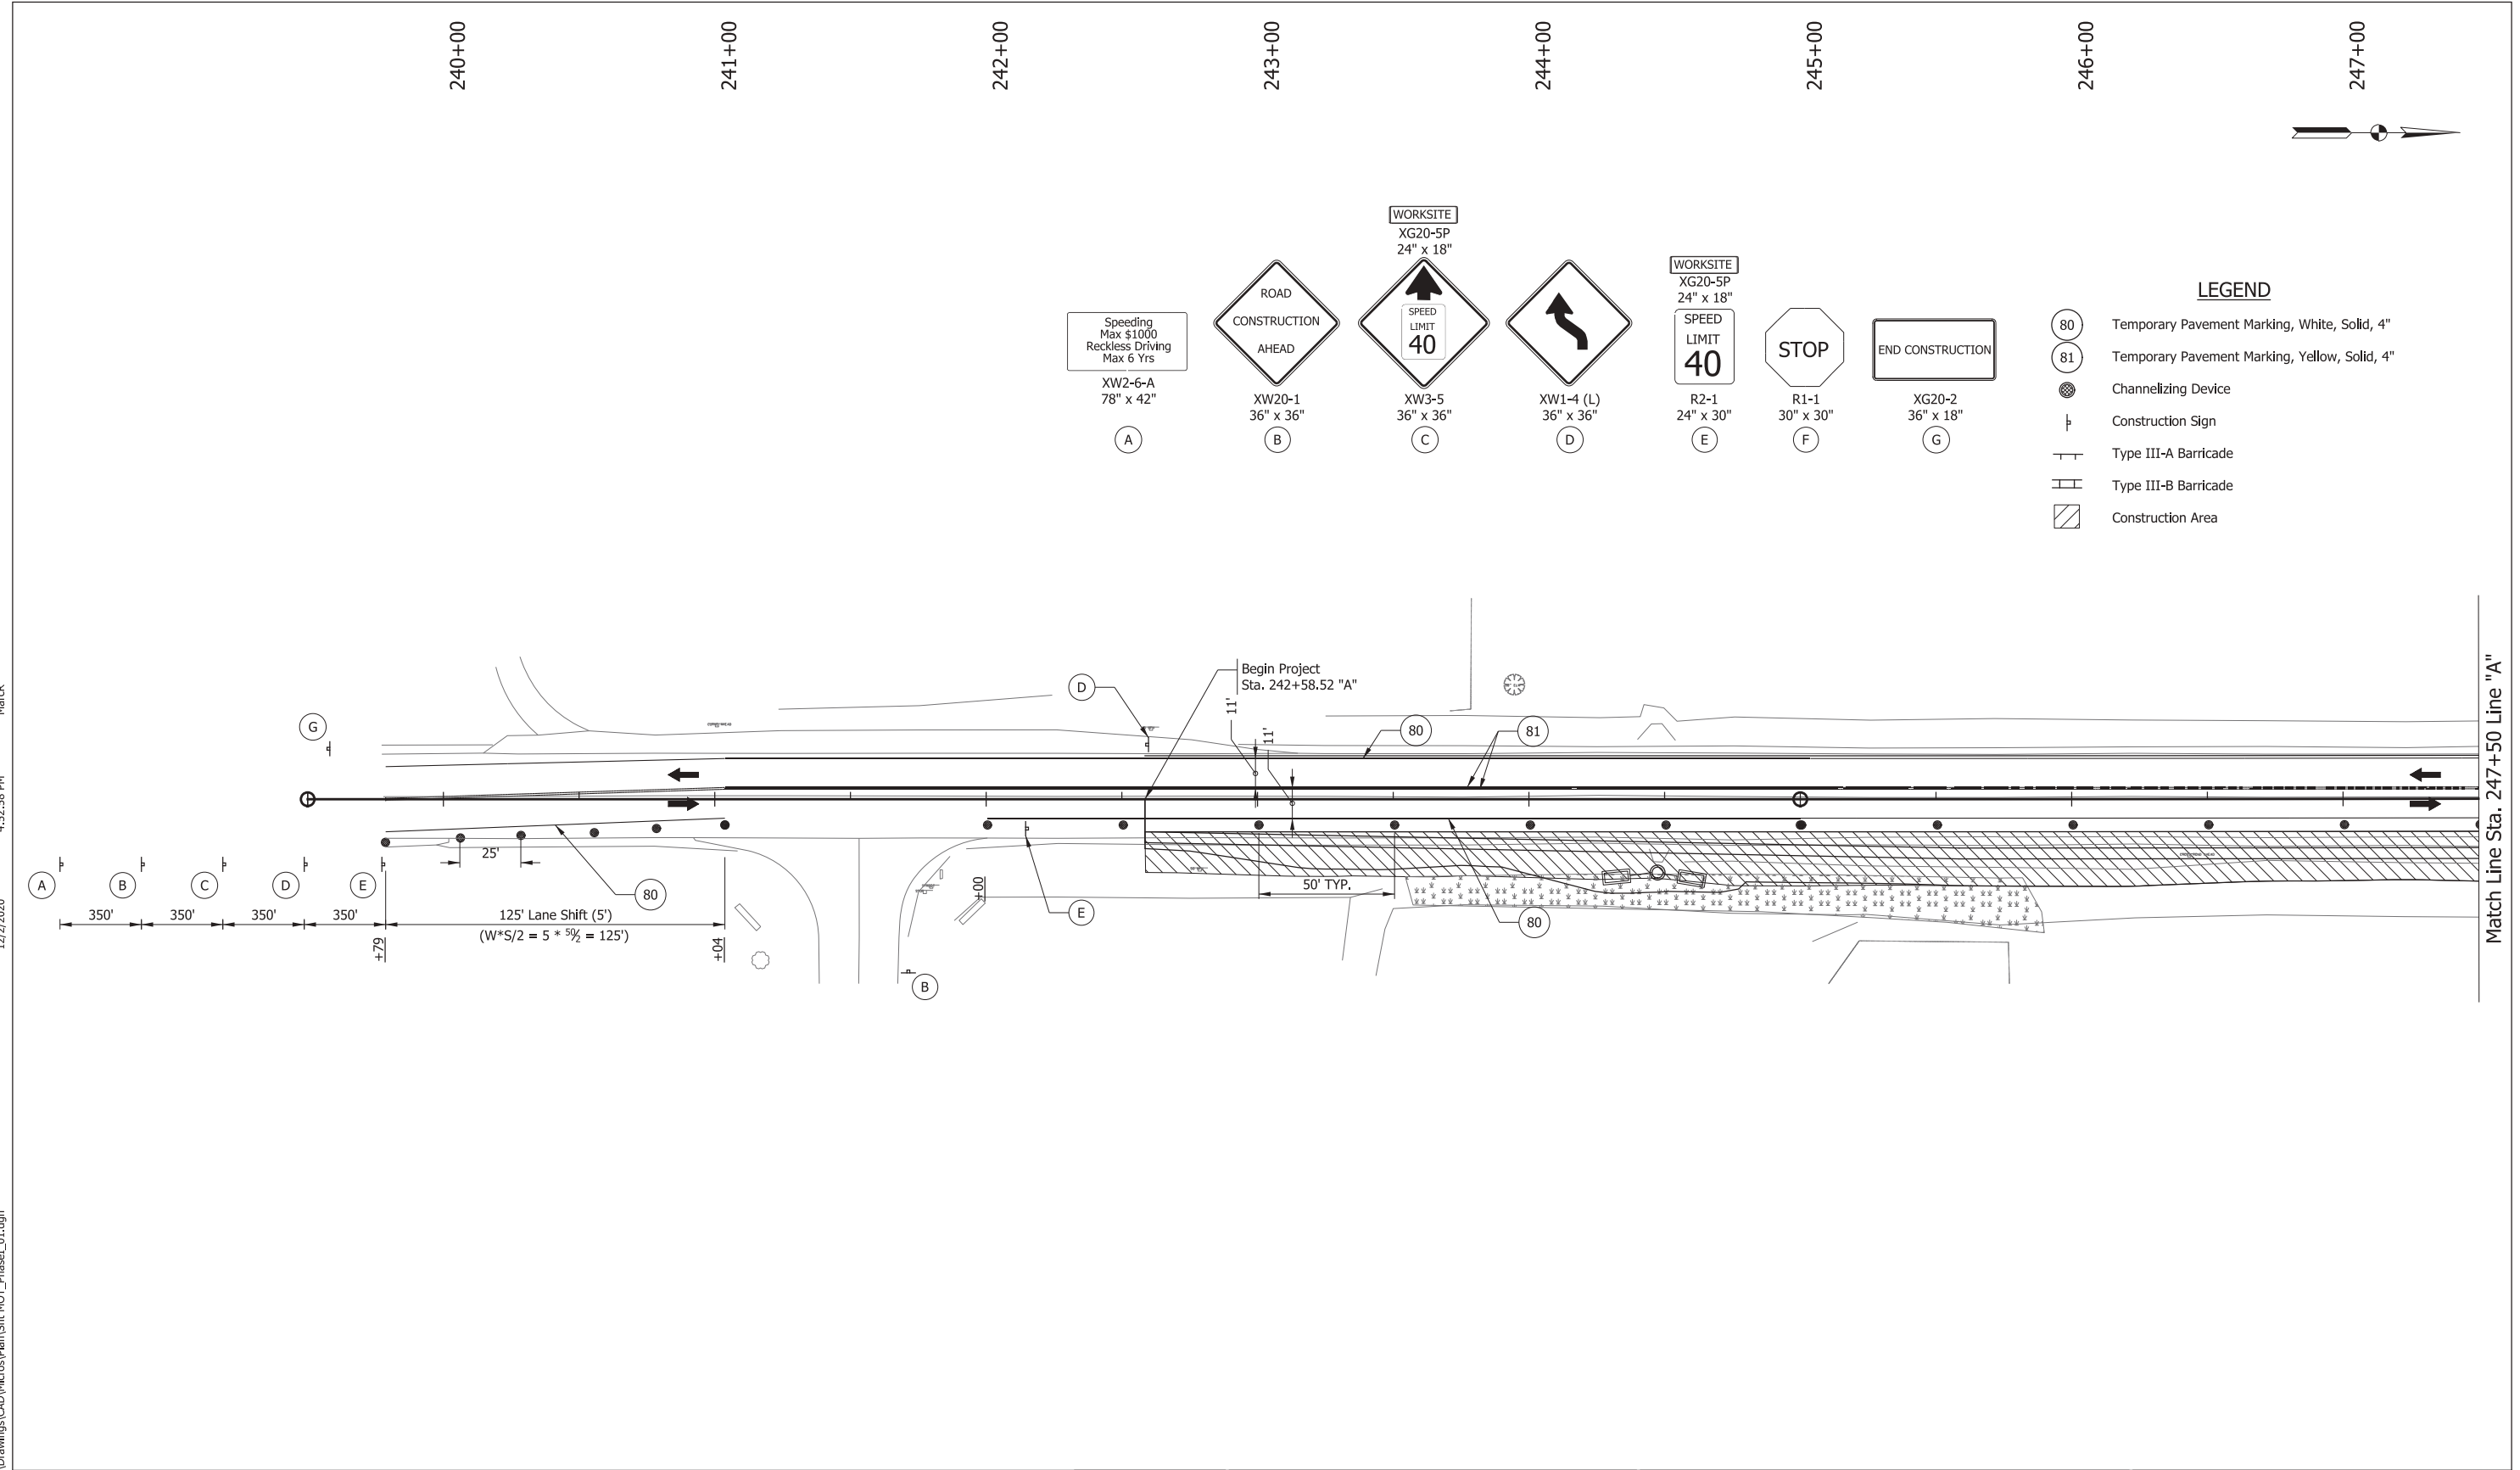 240+00
241+00
242+00
243+00
244+00
245+00
246+00
247+00
Speeding
Max $1000
Reckless Driving
Max 6 Yrs
XW2-6-A
78" x 42"
A
ROAD
CONSTRUCTION
AHEAD
XW20-1
36" x 36"
B
WORKSITE
XG20-5P
24" x 18"
SPEED
LIMIT
40
XW3-5
36" x 36"
C
XW1-4 (L)
36" x 36"
D
WORKSITE
XG20-5P
24" x 18"
SPEED
LIMIT
40
R2-1
24" x 30"
E
STOP
R1-1
30" x 30"
F
END CONSTRUCTION
XG20-2
36" x 18"
G
LEGEND
80 Temporary Pavement Marking, White, Solid, 4"
81 Temporary Pavement Marking, Yellow, Solid, 4"
Channelizing Device
Construction Sign
Type III-A Barricade
Type III-B Barricade
Construction Area
G
D
Begin Project
Sta. 242+58.52 "A"
11'
11'
80
81
25'
80
A
B
C
D
E
350'
350'
350'
350'
125' Lane Shift (5')
(W*S/2 = 5 * 50/2 = 125')
+79
+04
B
+00
E
50' TYP.
80
Match Line Sta. 247+50 Line "A"
12/2/2020
4:52:58 PM